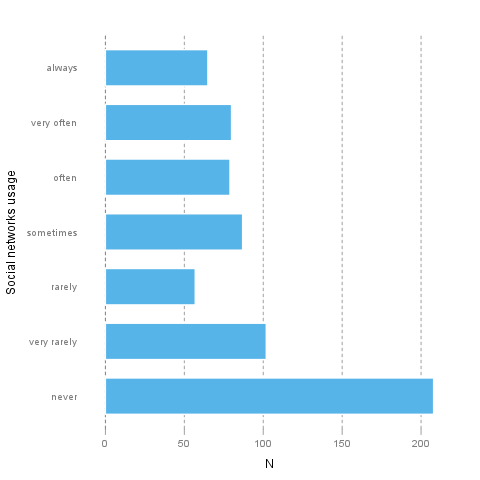 Social networks usage
always
very often
often
sometimes
rarely
very rarely
never
0 50 100 150 200
N